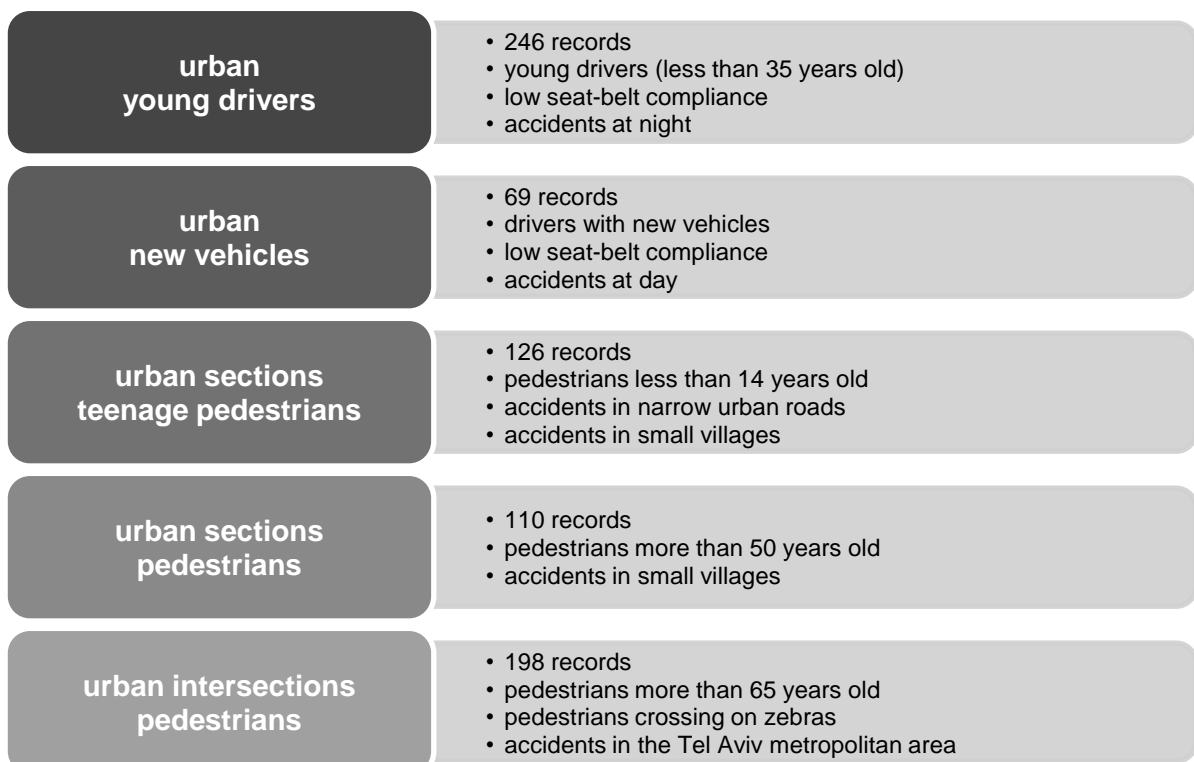 urban
young drivers
• 246 records
• young drivers (less than 35 years old)
• low seat-belt compliance
• accidents at night
urban
new vehicles
• 69 records
• drivers with new vehicles
• low seat-belt compliance
• accidents at day
urban sections
teenage pedestrians
• 126 records
• pedestrians less than 14 years old
• accidents in narrow urban roads
• accidents in small villages
urban sections
pedestrians
• 110 records
• pedestrians more than 50 years old
• accidents in small villages
urban intersections
pedestrians
• 198 records
• pedestrians more than 65 years old
• pedestrians crossing on zebras
• accidents in the Tel Aviv metropolitan area